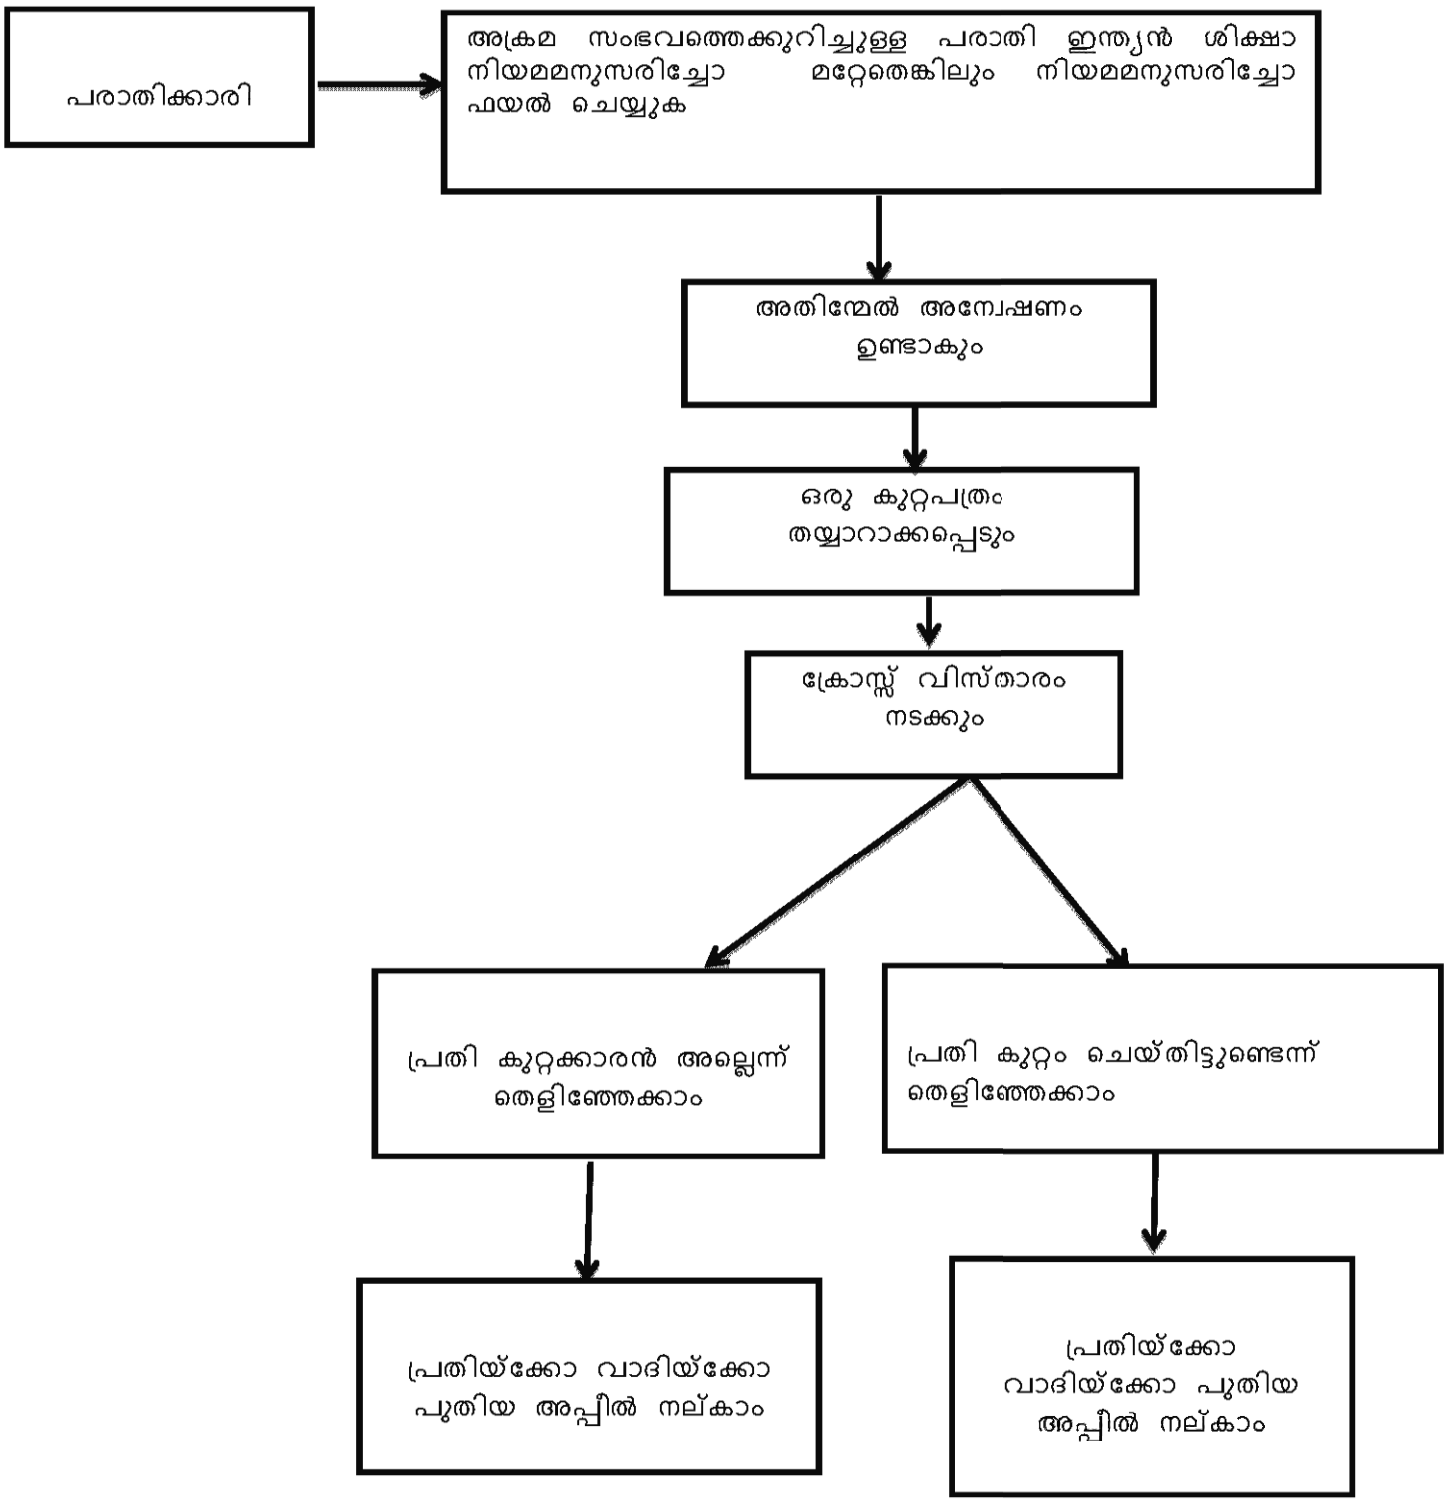 പരാതിക്കാരി
അക്രമ സംഭവത്തെക്കുറിച്ചുള്ള പരാതി ഇന്ത്യൻ ശിക്ഷാ
നിയമമനുസരിച്ചോ മറ്റേതെങ്കിലും നിയമമനുസരിച്ചോ
ഫയൽ ചെയ്യുക
അതിന്മേൽ അന്വേഷണം
ഉണ്ടാകും
ഒരു കുറ്റപത്രം
തയ്യാറാക്കപ്പെടും
ക്രോസ്സ് വിസ്താരം
നടക്കും
പ്രതി കുറ്റക്കാരൻ അല്ലെന്ന്
തെളിഞ്ഞേക്കാം
പ്രതി കുറ്റം ചെയ്തിട്ടുണ്ടെന്ന്
തെളിഞ്ഞേക്കാം
പ്രതിയ്ക്കോ വാദിയ്ക്കോ
പുതിയ അപ്പീൽ നല്കാം
പ്രതിയ്ക്കോ
വാദിയ്ക്കോ പുതിയ
അപ്പീൽ നല്കാം